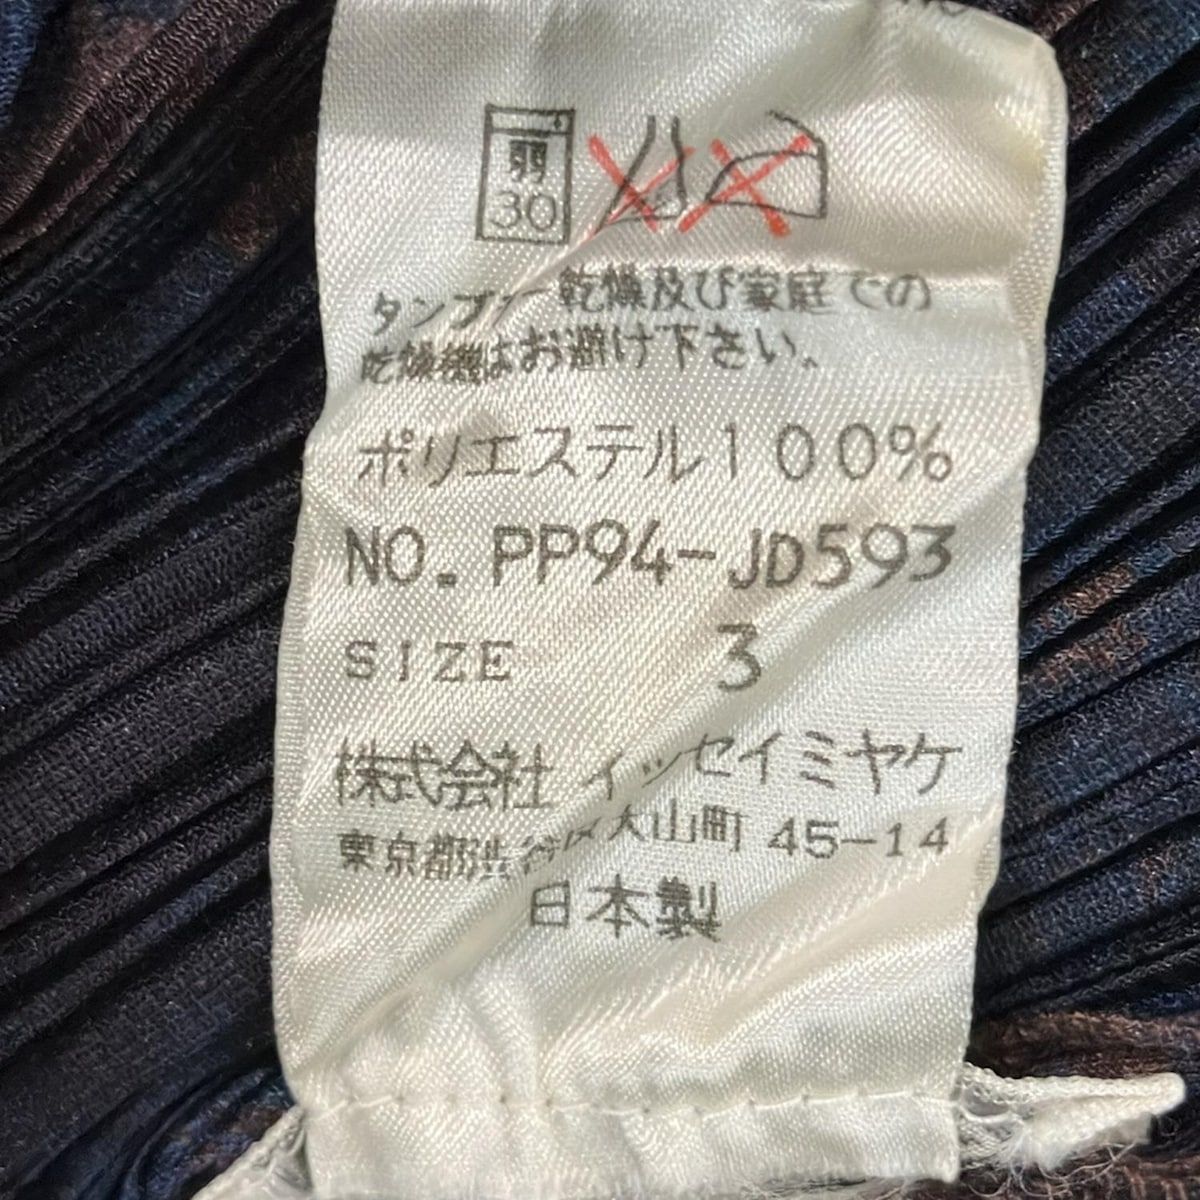 弱
30
タンブラー乾燥及び家庭での
乾燥機はお避け下さい。
ポリエステル100%
NO. PP94-JD593
SIZE 3
株式会社 イッセイミヤケ
東京都渋谷区大山町 45-14
日本製